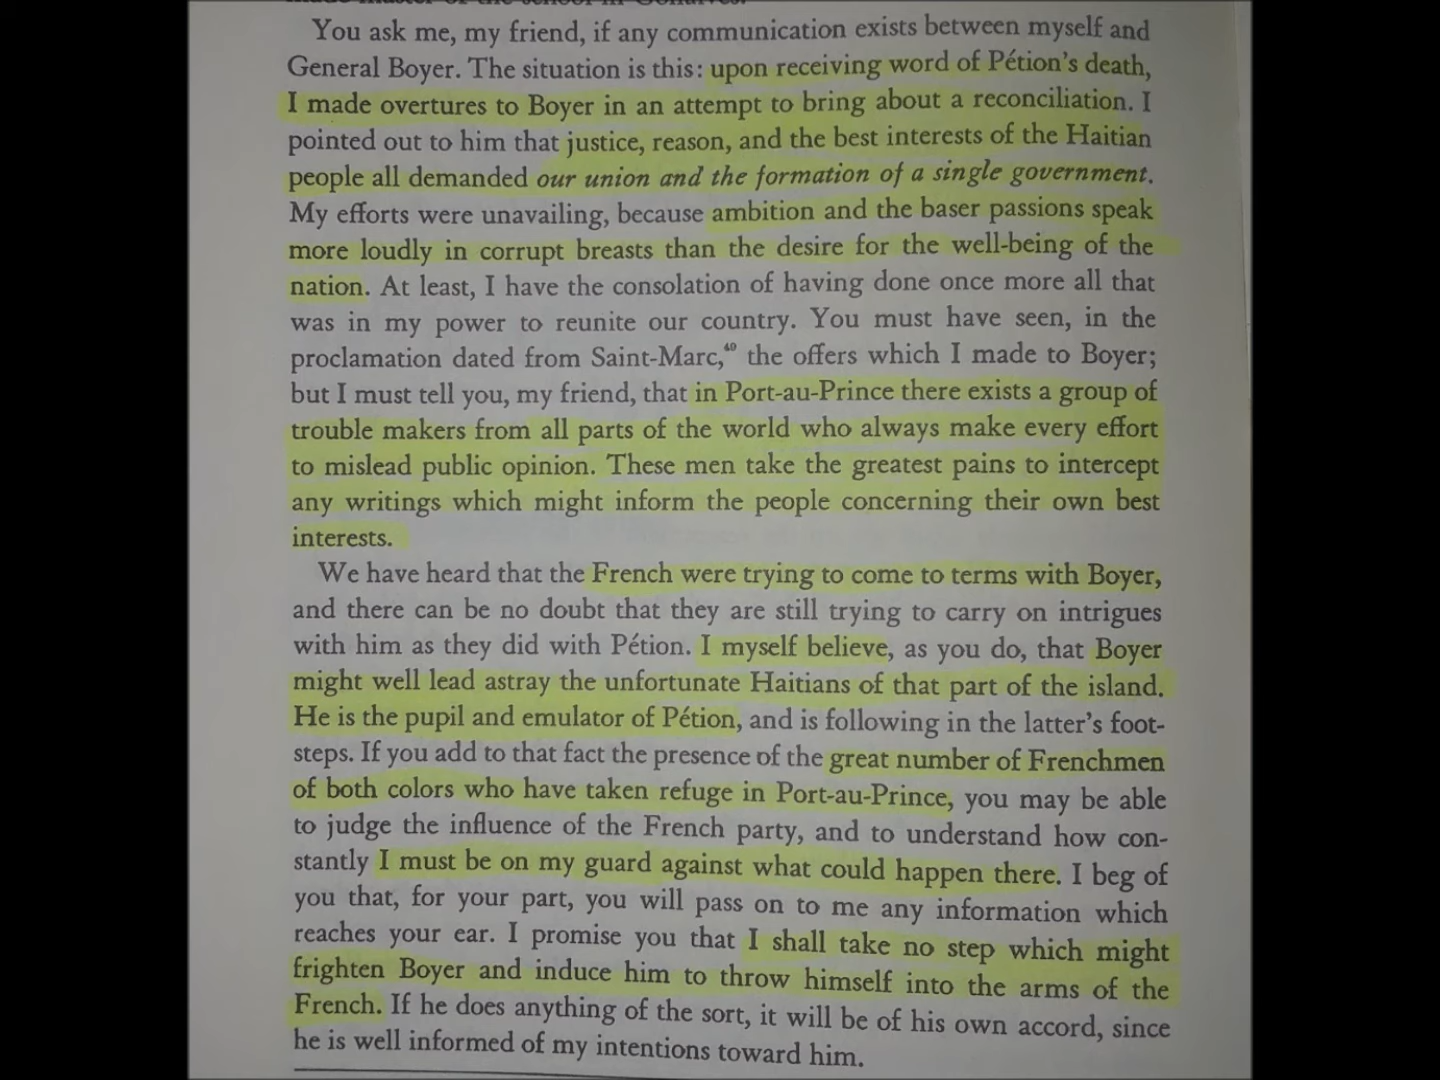 made master of the school in Gonaïves.
You ask me, my friend, if any communication exists between myself and
General Boyer. The situation is this: upon receiving word of Pétion's death,
I made overtures to Boyer in an attempt to bring about a reconciliation. I
pointed out to him that justice, reason, and the best interests of the Haitian
people all demanded our union and the formation of a single government.
My efforts were unavailing, because ambition and the baser passions speak
more loudly in corrupt breasts than the desire for the well-being of the
nation. At least, I have the consolation of having done once more all that
was in my power to reunite our country. You must have seen, in the
proclamation dated from Saint-Marc,⁴⁹ the offers which I made to Boyer;
but I must tell you, my friend, that in Port-au-Prince there exists a group of
trouble makers from all parts of the world who always make every effort
to mislead public opinion. These men take the greatest pains to intercept
any writings which might inform the people concerning their own best
interests.
We have heard that the French were trying to come to terms with Boyer,
and there can be no doubt that they are still trying to carry on intrigues
with him as they did with Pétion. I myself believe, as you do, that Boyer
might well lead astray the unfortunate Haitians of that part of the island.
He is the pupil and emulator of Pétion, and is following in the latter's foot-
steps. If you add to that fact the presence of the great number of Frenchmen
of both colors who have taken refuge in Port-au-Prince, you may be able
to judge the influence of the French party, and to understand how con-
stantly I must be on my guard against what could happen there. I beg of
you that, for your part, you will pass on to me any information which
reaches your ear. I promise you that I shall take no step which might
frighten Boyer and induce him to throw himself into the arms of the
French. If he does anything of the sort, it will be of his own accord, since
he is well informed of my intentions toward him.